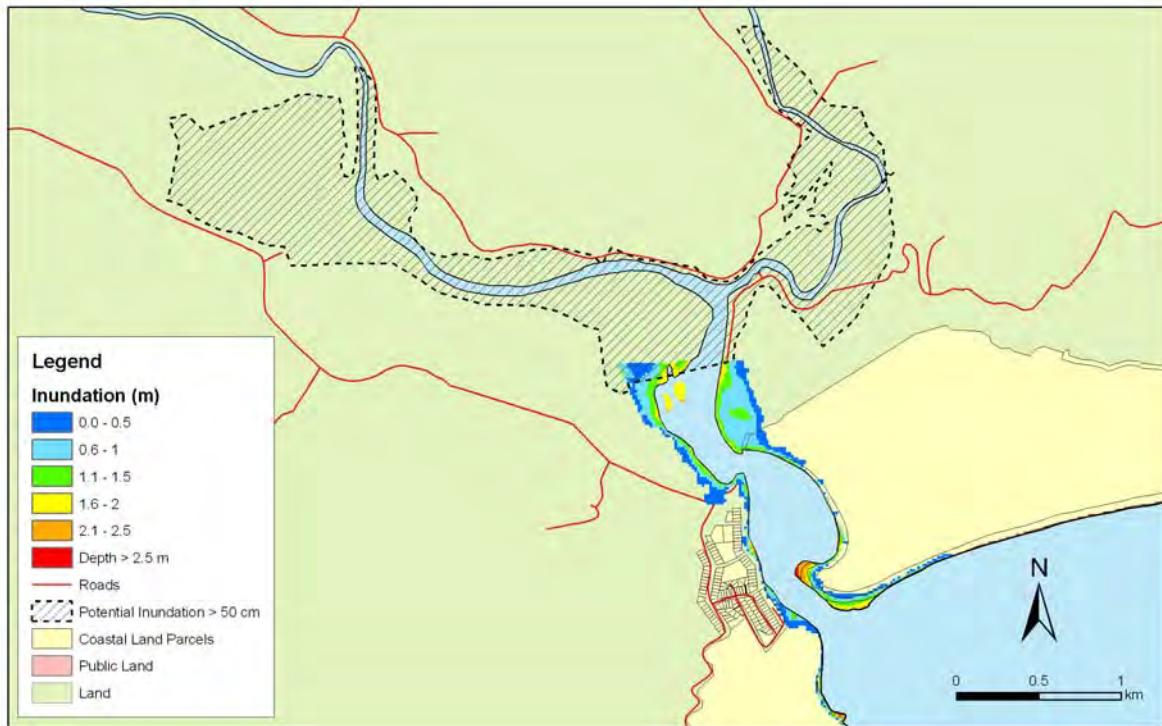 Legend
Inundation (m)
0.0 - 0.5
0.6 - 1
1.1 - 1.5
1.6 - 2
2.1 - 2.5
Depth > 2.5 m
Roads
Potential Inundation > 50 cm
Coastal Land Parcels
Public Land
Land
N
0 0.5 1
km